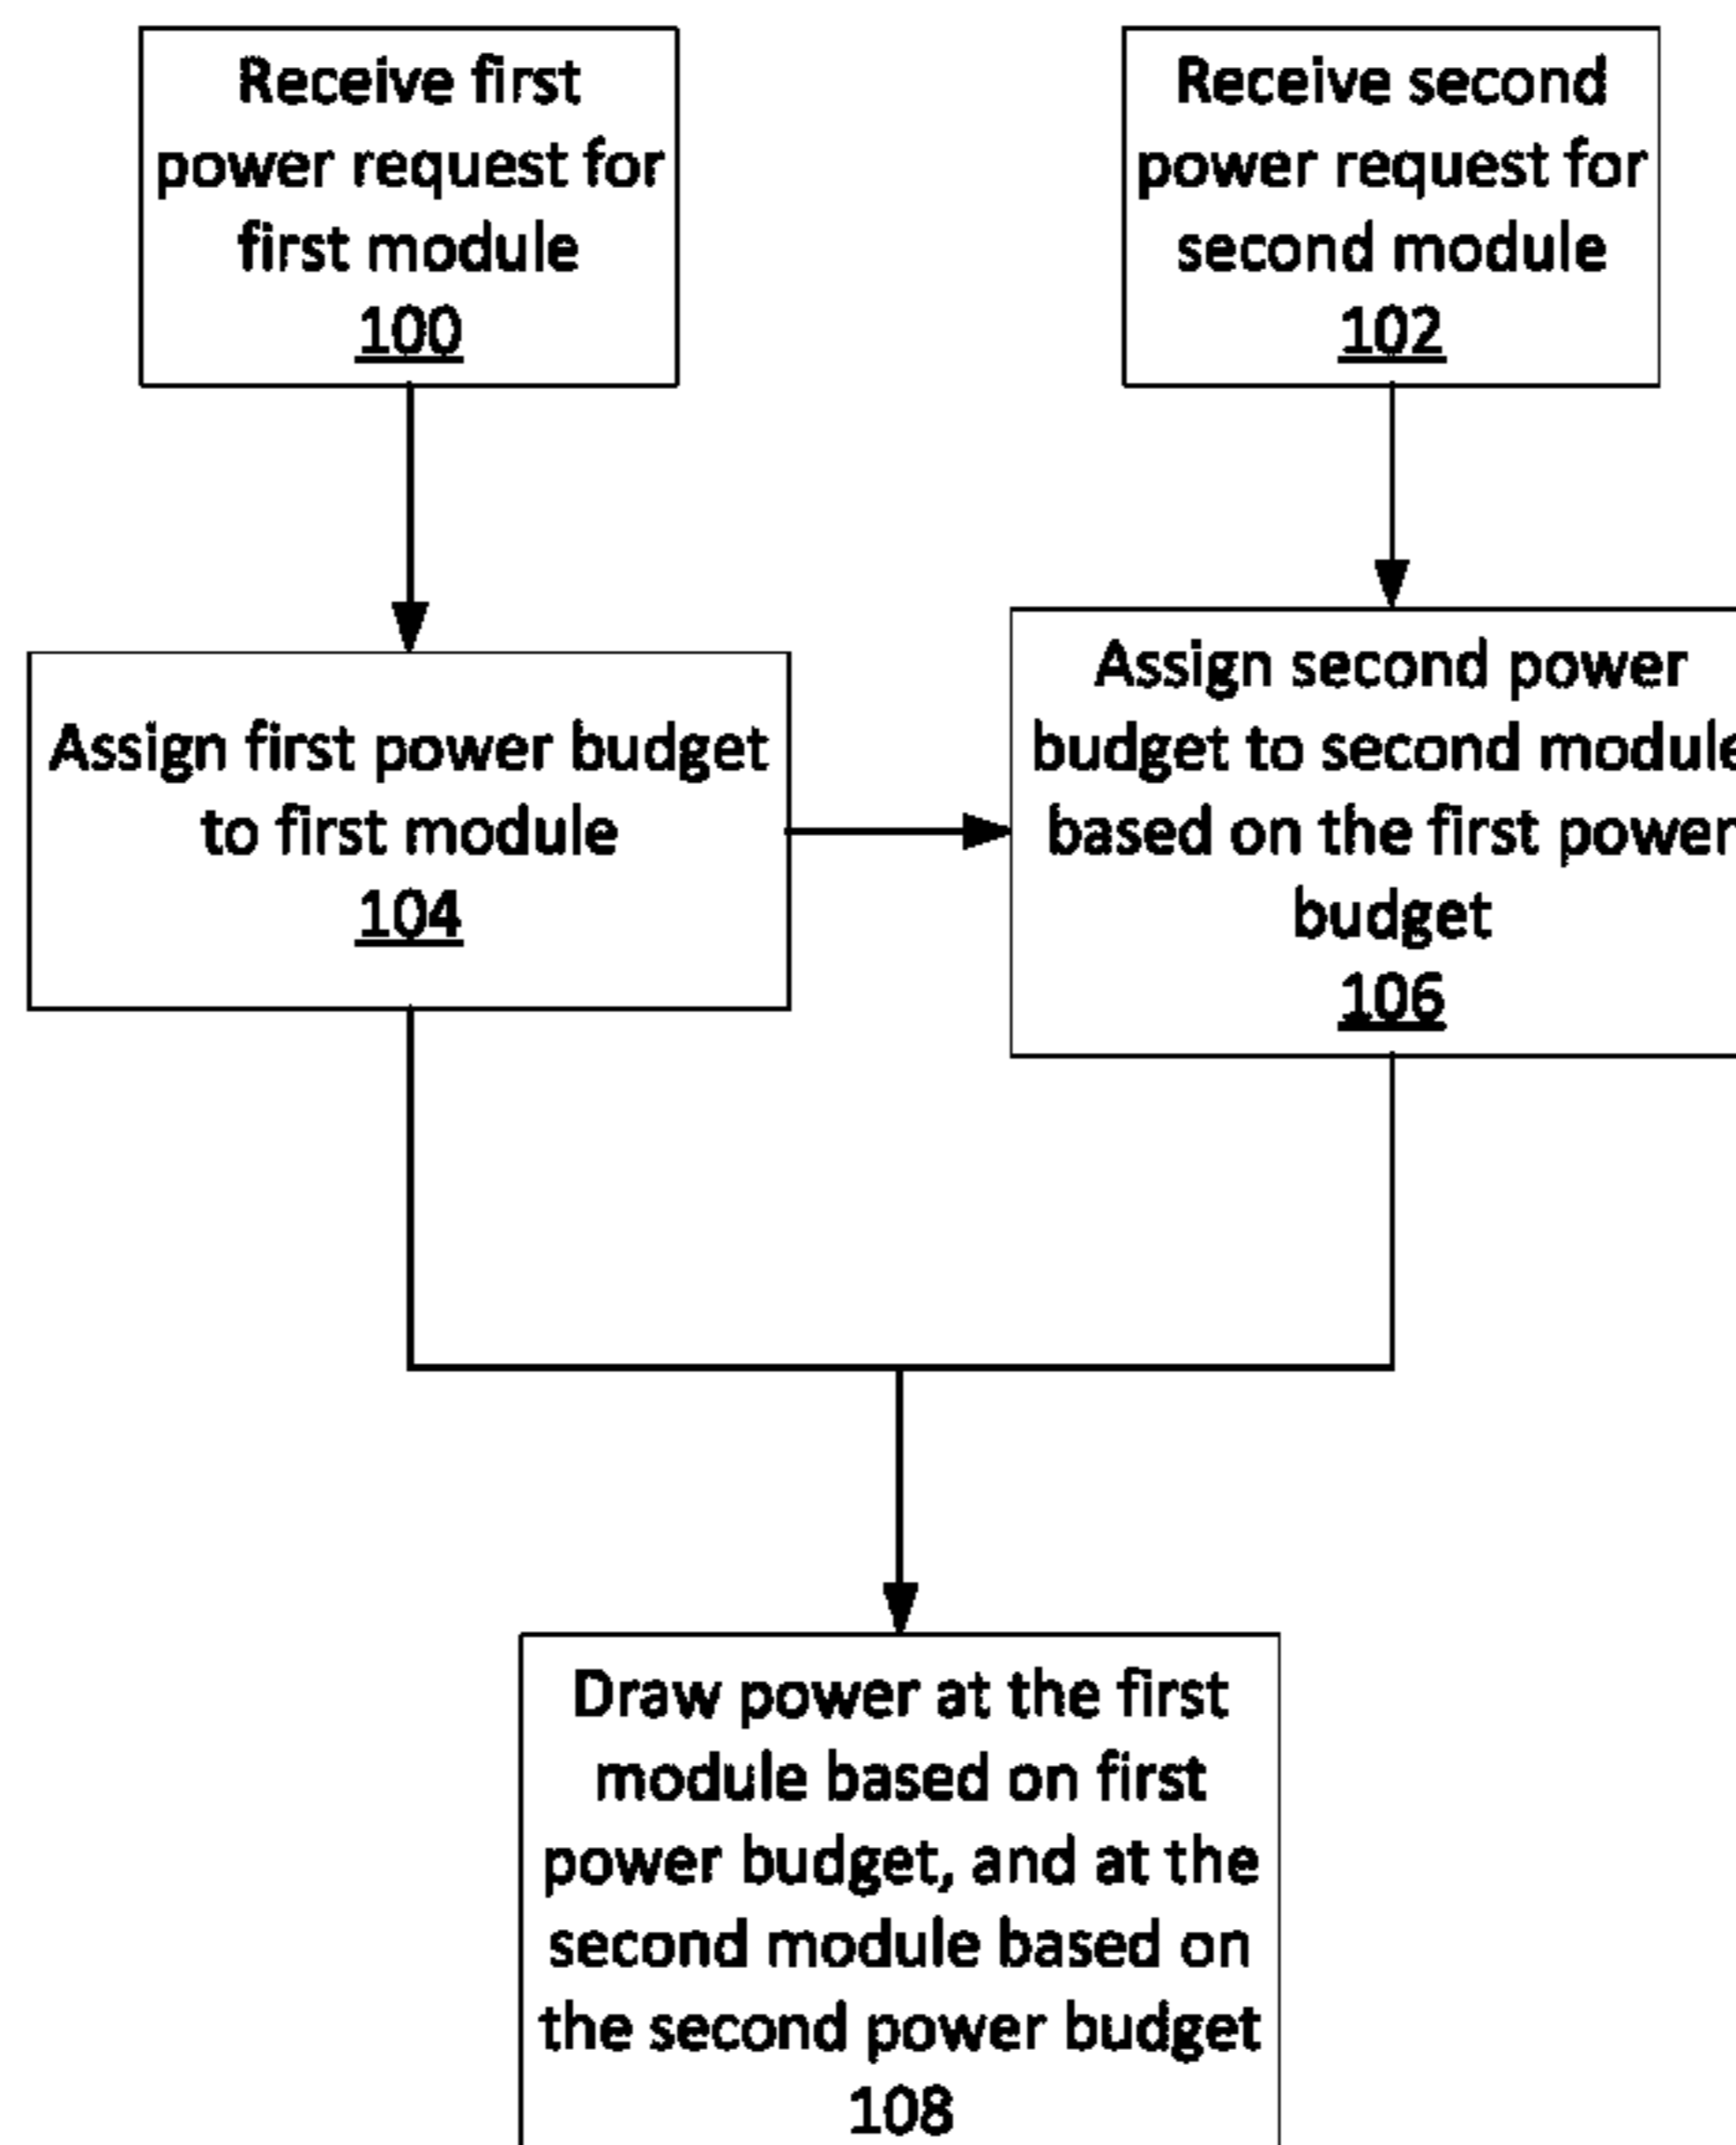 Receive first
power request for
first module
100
Receive second
power request for
second module
102
Assign first power budget
to first module
104
Assign second power
budget to second module
based on the first power
budget
106
Draw power at the first
module based on first
power budget, and at the
second module based on
the second power budget
108